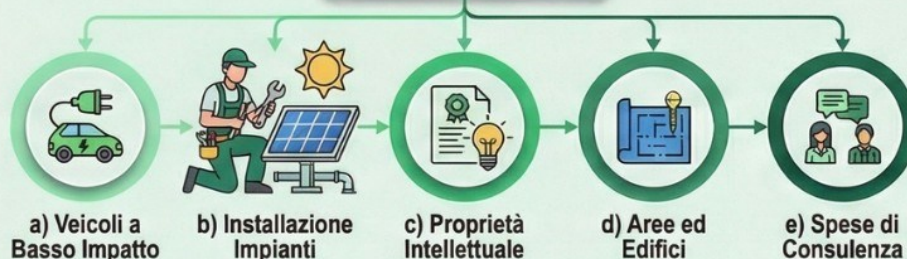 a) Veicoli a
Basso Impatto
b) Installazione
Impianti
c) Proprietà
Intellettuale
d) Aree ed
Edifici
e) Spese di
Consulenza